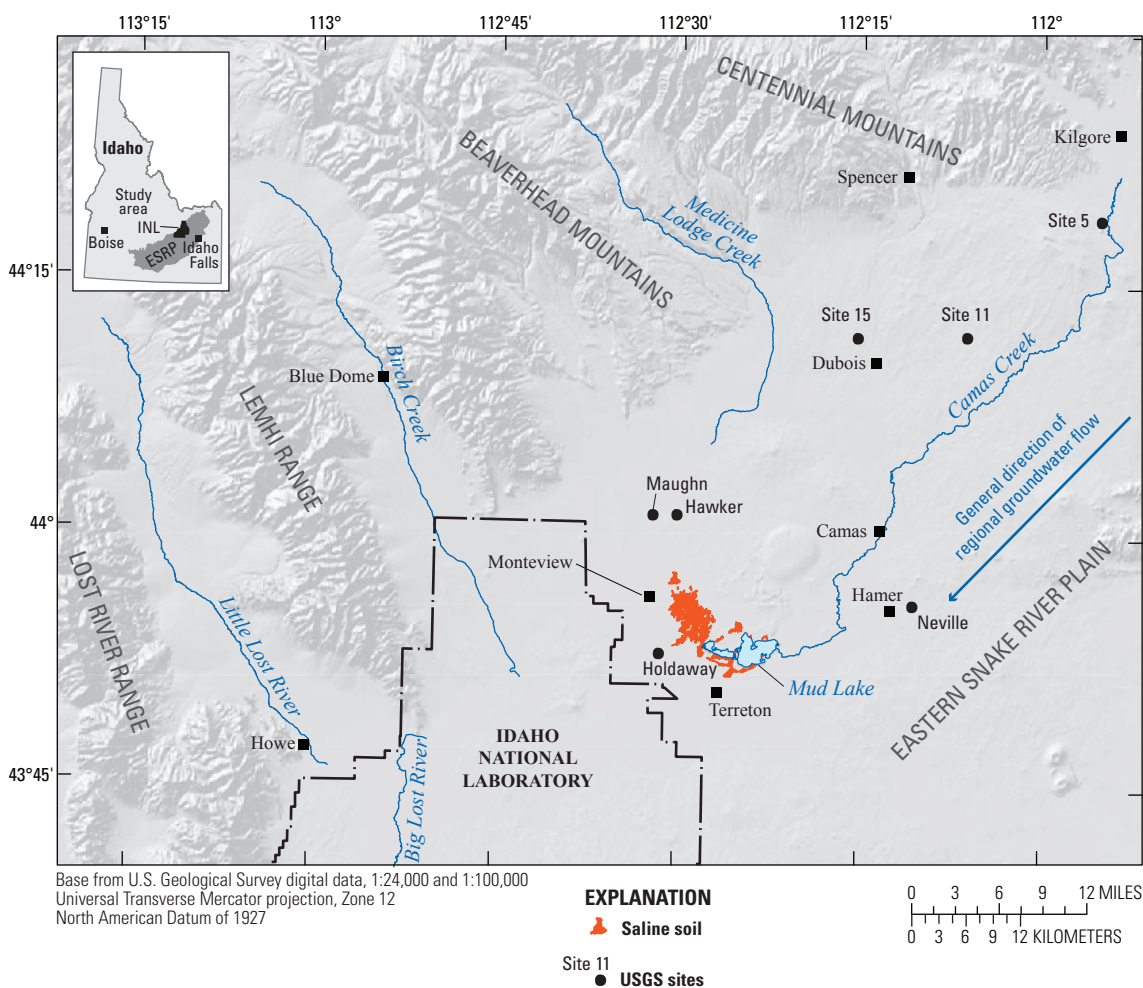 113°15'
113°
112°45'
112°30'
112°15'
112°
Idaho
Study
area
INL
Boise
ESRP
Idaho
Falls
44°15'
44°
43°45'
CENTENNIAL MOUNTAINS
Kilgore
Spencer
BEAVERHEAD MOUNTAINS
Medicine
Lodge Creek
Site 5
Site 15
Site 11
Dubois
Camas Creek
Blue Dome
Birch Creek
LEMHI RANGE
General direction of
regional groundwater flow
Maughn
Hawker
Camas
Monteview
Hamer
Neville
LOST RIVER RANGE
Little Lost River
Holdaway
Mud Lake
Terreton
EASTERN SNAKE RIVER PLAIN
Howe
IDAHO
NATIONAL
LABORATORY
Big Lost River
Base from U.S. Geological Survey digital data, 1:24,000 and 1:100,000
Universal Transverse Mercator projection, Zone 12
North American Datum of 1927
EXPLANATION
Saline soil
Site 11
USGS sites
0 3 6 9 12 MILES
0 3 6 9 12 KILOMETERS